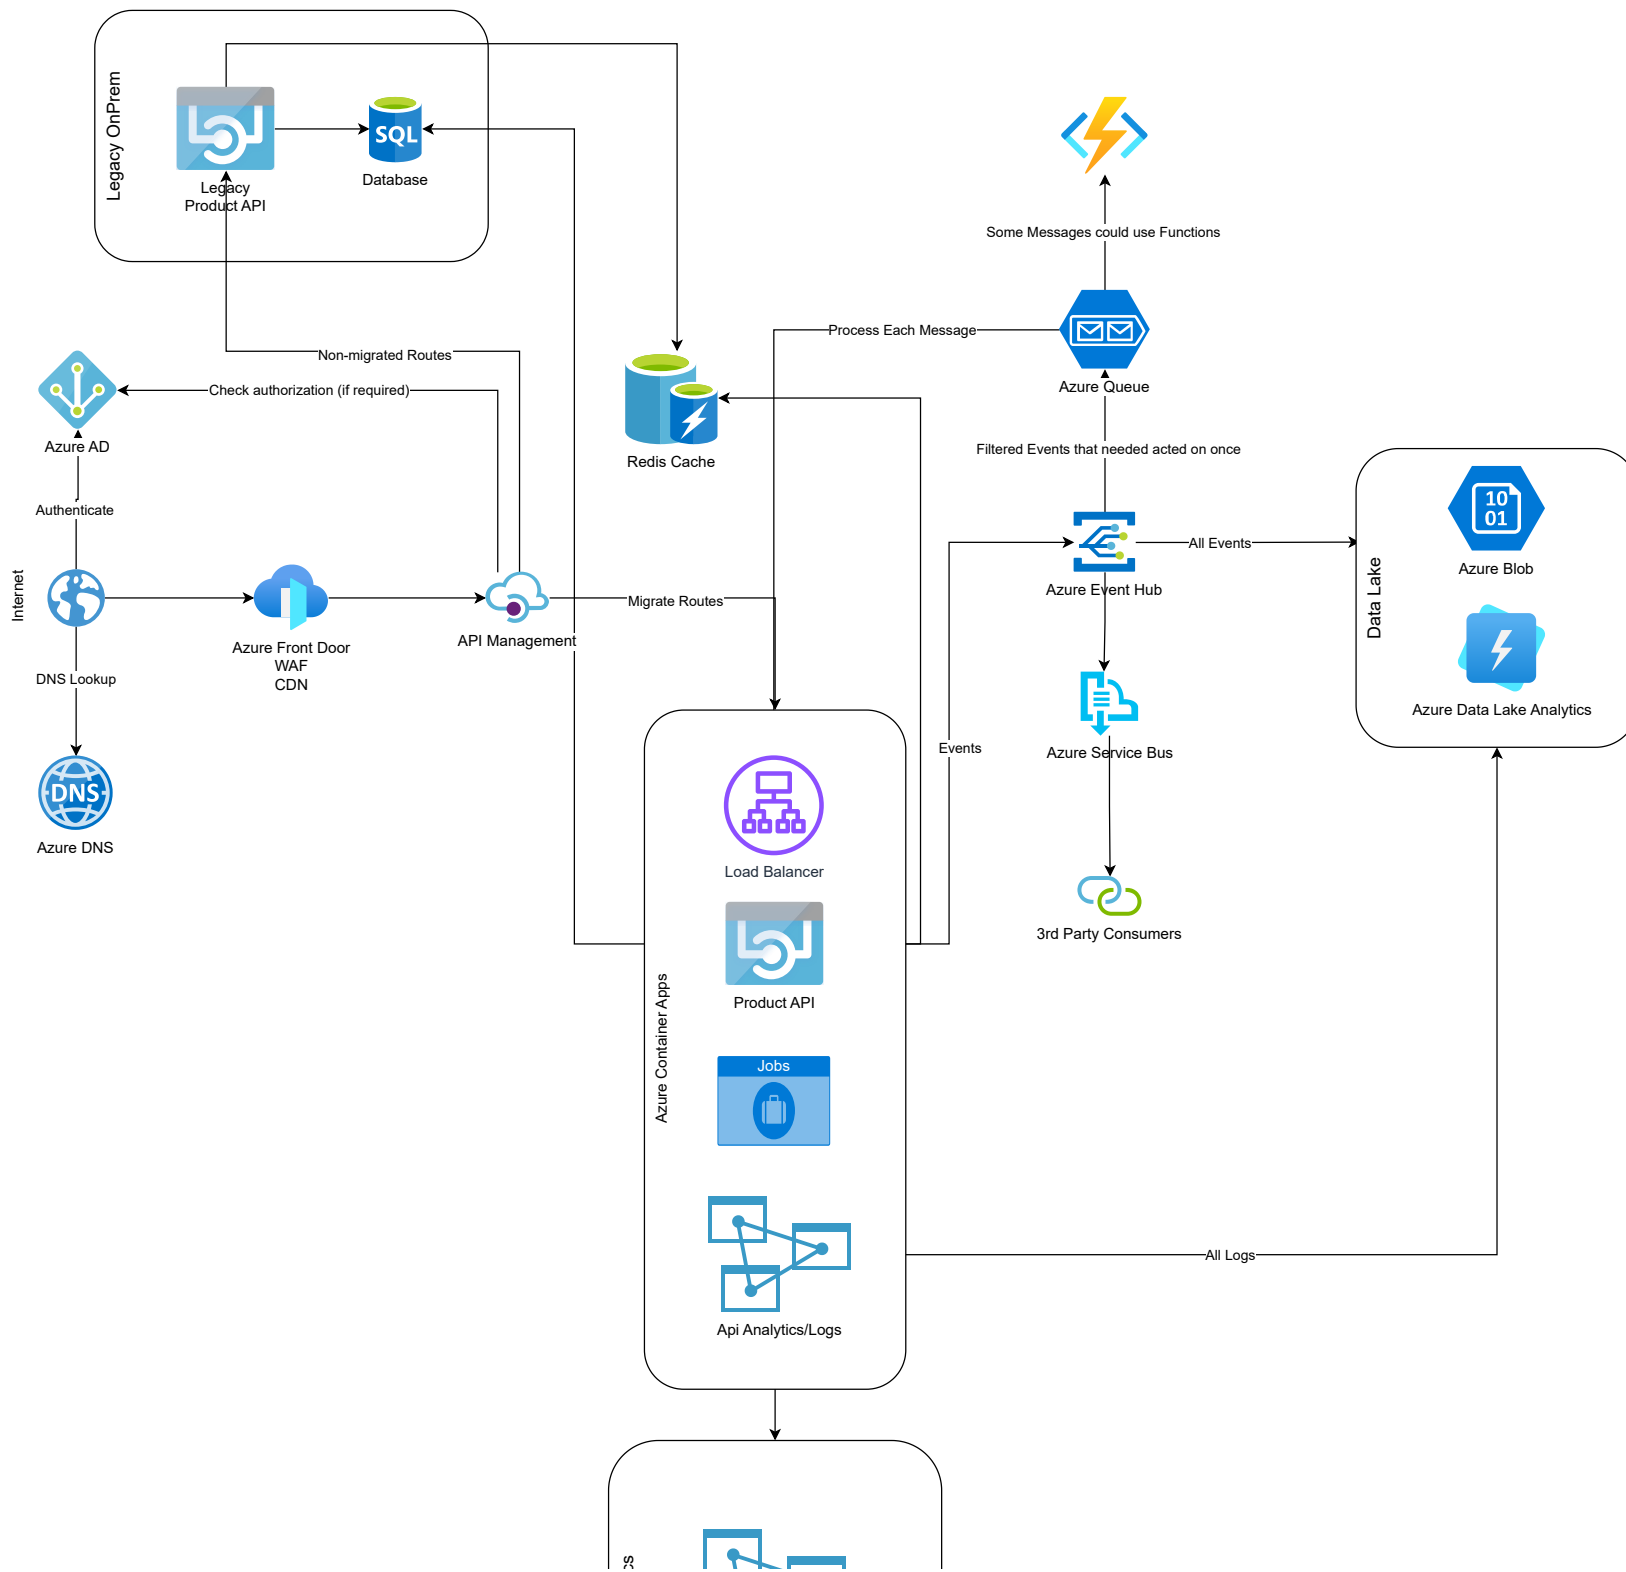 Legacy OnPrem
Legacy
Product API
SQL
Database
Some Messages could use Functions
Process Each Message
Azure Queue
Non-migrated Routes
Check authorization (if required)
Azure AD
Redis Cache
Filtered Events that needed acted on once
Authenticate
10
01
Azure Blob
All Events
Azure Event Hub
Data Lake
Internet
Migrate Routes
API Management
Azure Front Door
WAF
CDN
DNS Lookup
Azure Data Lake Analytics
Azure Service Bus
Events
DNS
Azure DNS
Load Balancer
3rd Party Consumers
Product API
Azure Container Apps
Jobs
All Logs
Api Analytics/Logs